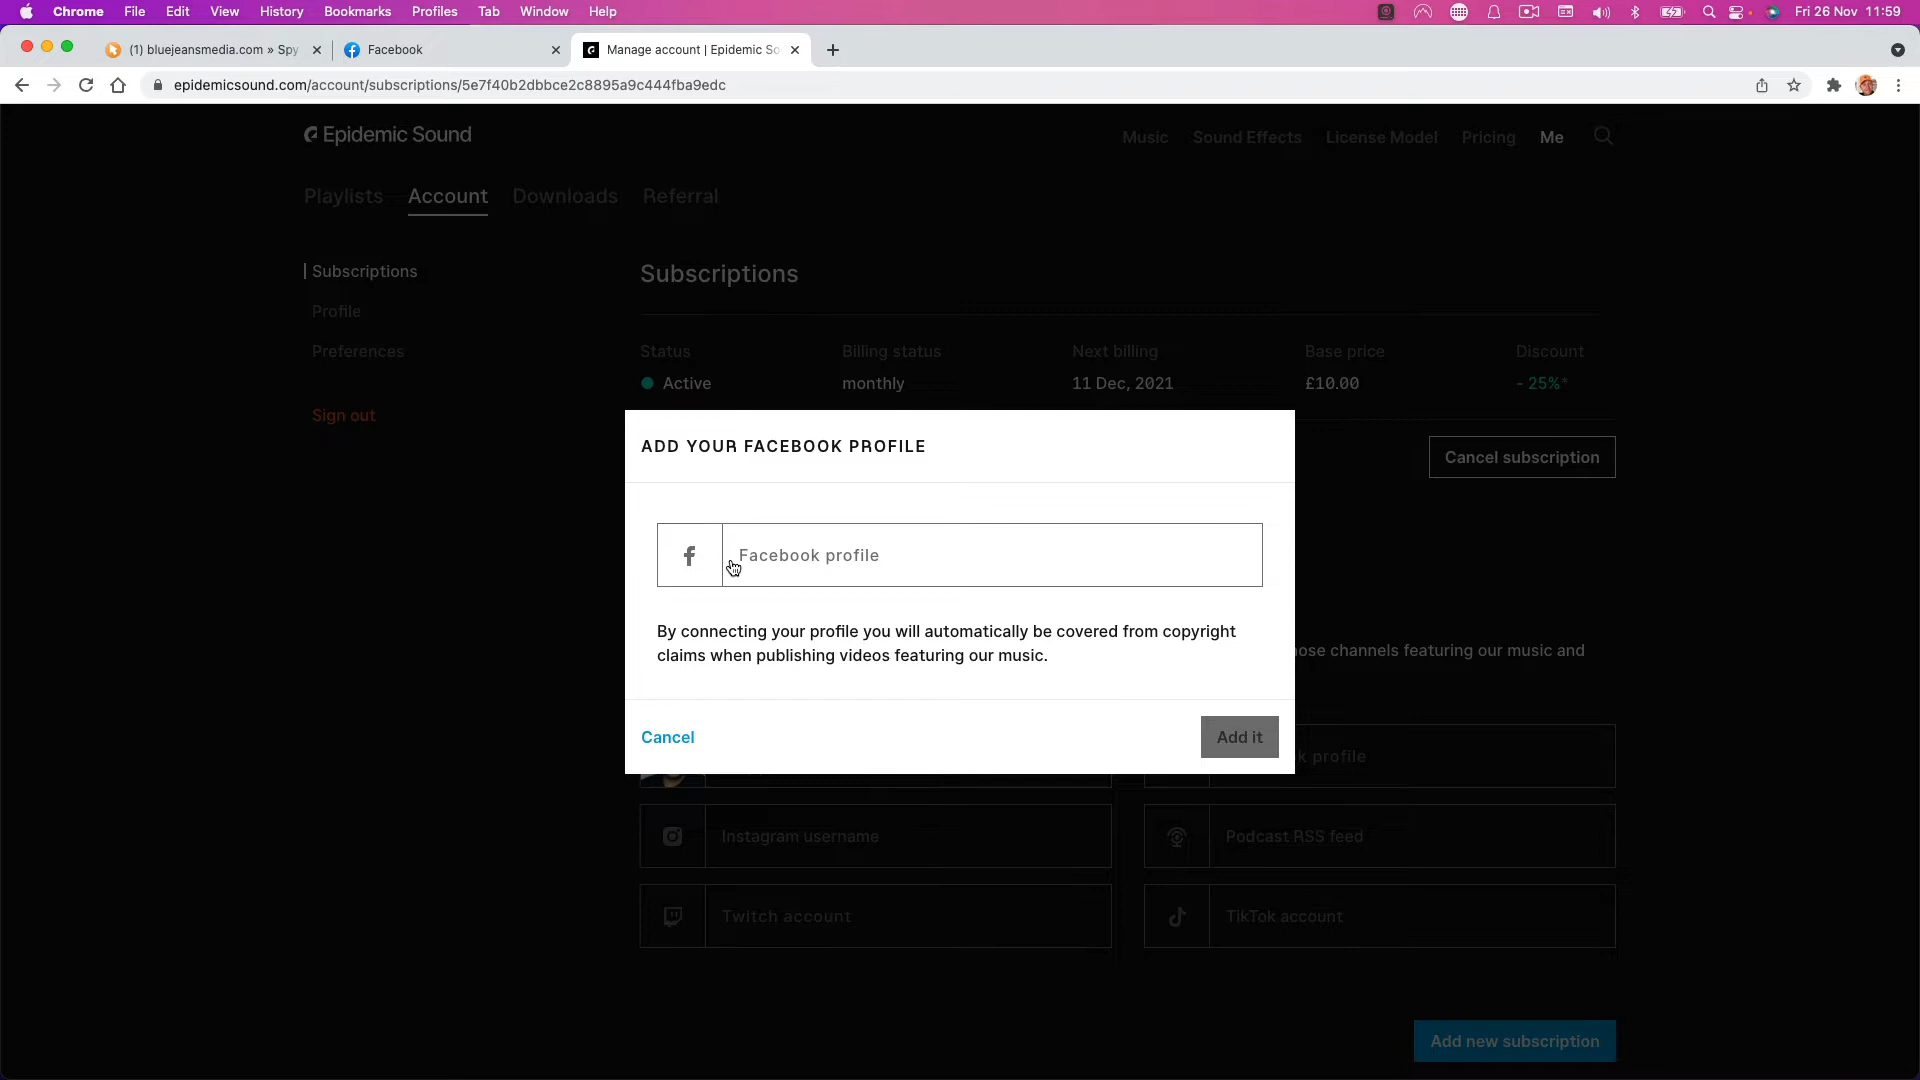 Chrome File Edit View History Bookmarks Profiles Tab Window Help Fri 26 Nov 11:59
(1) bluejeansmedia.com » Spy Facebook Manage account | Epidemic So
epidemicsound.com/account/subscriptions/5e7f40b2dbbce2c8895a9c444fba9edc
Epidemic Sound Music Sound Effects License Model Pricing Me
Playlists Account Downloads Referral
Subscriptions
Profile
Preferences
Sign out
Subscriptions
Status Billing status Next billing Base price Discount
Active monthly 11 Dec, 2021 £10.00 - 25%*
Cancel subscription
ADD YOUR FACEBOOK PROFILE
Facebook profile
By connecting your profile you will automatically be covered from copyright
claims when publishing videos featuring our music.
Cancel Add it
channels featuring our music and
profile
Instagram username Podcast RSS feed
Twitch account TikTok account
Add new subscription